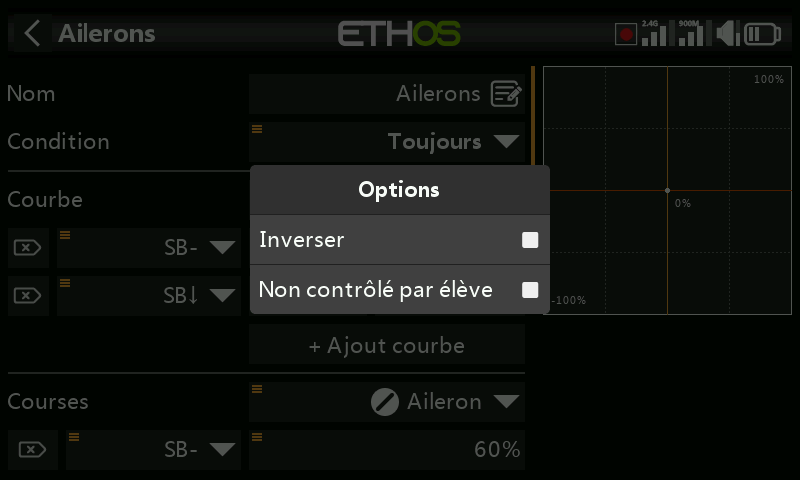 Ailerons
ETHOS
2.4G
900M
Nom
Ailerons
100%
Condition
Toujours
Options
Courbe
0%
Inverser
SB-
Non contrôlé par élève
SB↓
-100%
+ Ajout courbe
Courses
Aileron
SB-
60%